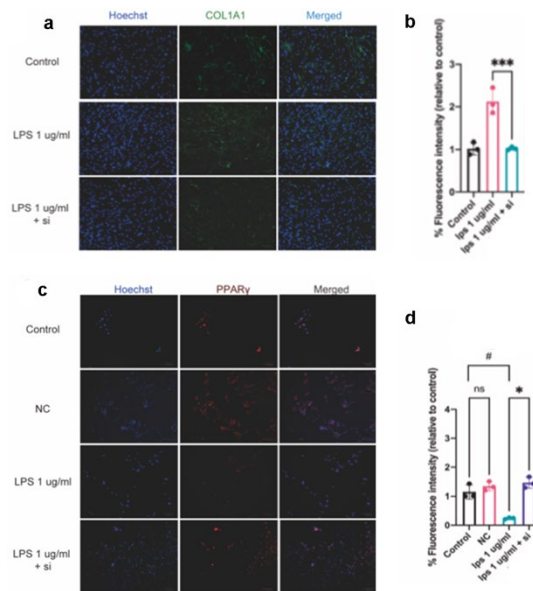 a
Hoechst COL1A1 Merged
Control
LPS 1 ug/ml
LPS 1 ug/ml
+ si
b
% Fluorescence intensity (relative to control)
3
2
1
0
***
Control
lps 1 ug/ml
lps 1 ug/ml + si
c
Hoechst PPARγ Merged
Control
NC
LPS 1 ug/ml
LPS 1 ug/ml
+ si
d
% Fluorescence intensity (relative to control)
4
3
2
1
0
#
ns
*
Control
NC
lps 1 ug/ml
lps 1 ug/ml + si